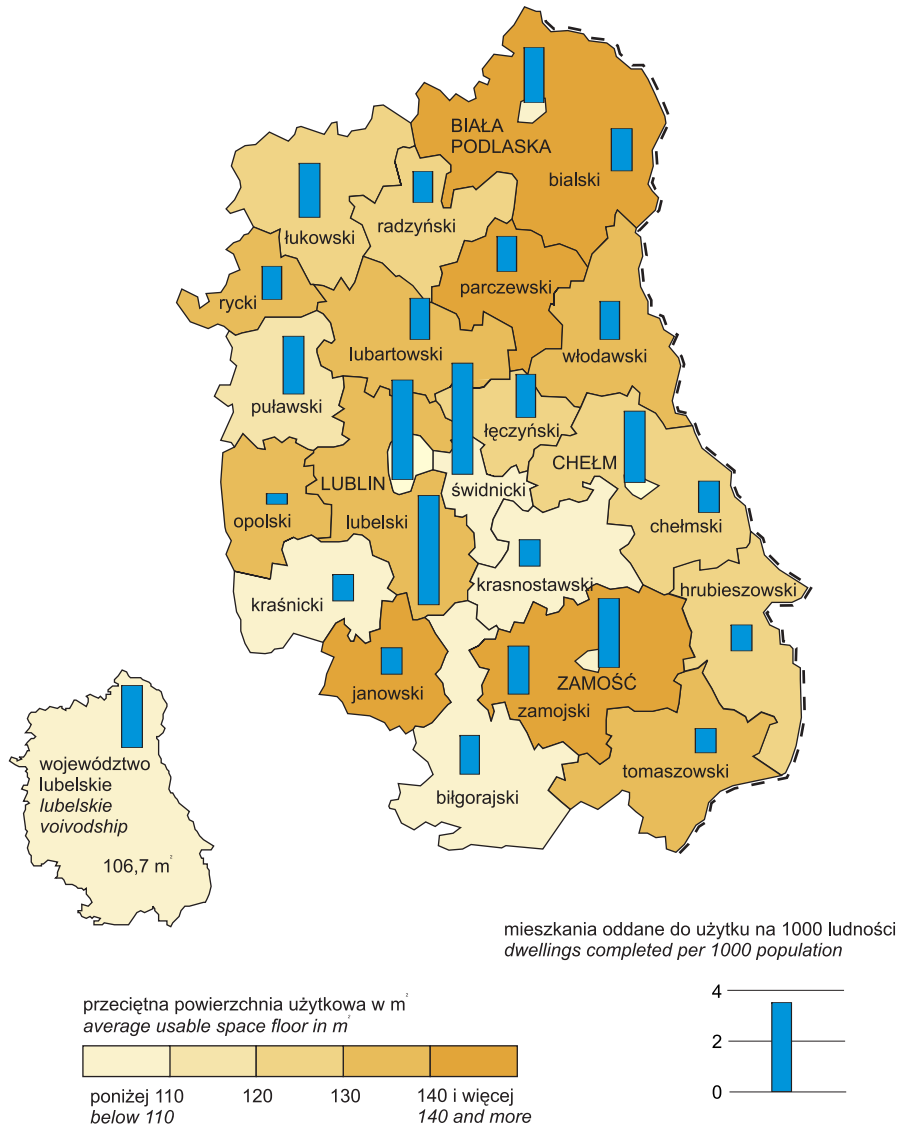 BIAŁA
PODLASKA
bialski
łukowski
radzyński
rycki
parczewski
lubartowski
włodawski
puławski
łęczyński
CHEŁM
LUBLIN
świdnicki
opolski
lubelski
chełmski
kraśnicki
krasnostawski
hrubieszowski
janowski
ZAMOŚĆ
zamojski
tomaszowski
biłgorajski
województwo
lubelskie
lubelskie
voivodship
106,7 m²
mieszkania oddane do użytku na 1000 ludności
dwellings completed per 1000 population
4
2
0
przeciętna powierzchnia użytkowa w m²
average usable space floor in m²
poniżej 110 120 130 140 i więcej
below 110 140 and more